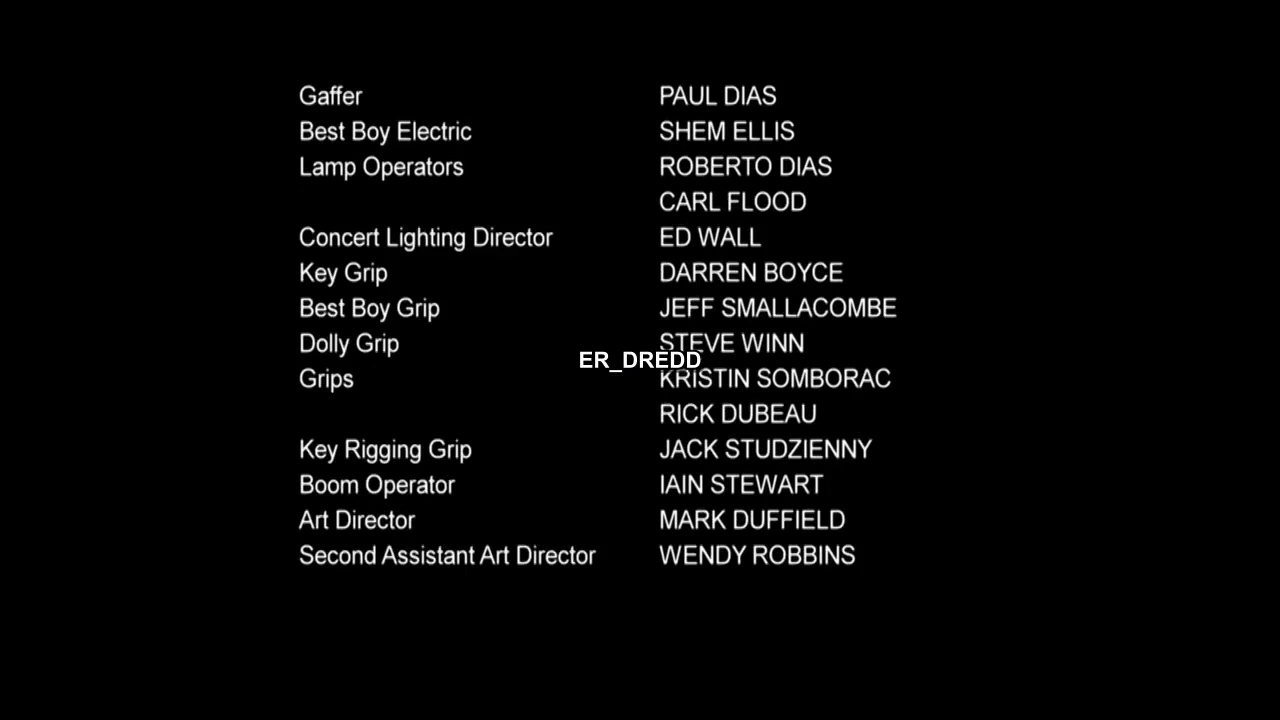 Gaffer PAUL DIAS
Best Boy Electric SHEM ELLIS
Lamp Operators ROBERTO DIAS
CARL FLOOD
Concert Lighting Director ED WALL
Key Grip DARREN BOYCE
Best Boy Grip JEFF SMALLACOMBE
Dolly Grip STEVE WINN
ER_DREDD
Grips KRISTIN SOMBORAC
RICK DUBEAU
Key Rigging Grip JACK STUDZIENNY
Boom Operator IAIN STEWART
Art Director MARK DUFFIELD
Second Assistant Art Director WENDY ROBBINS